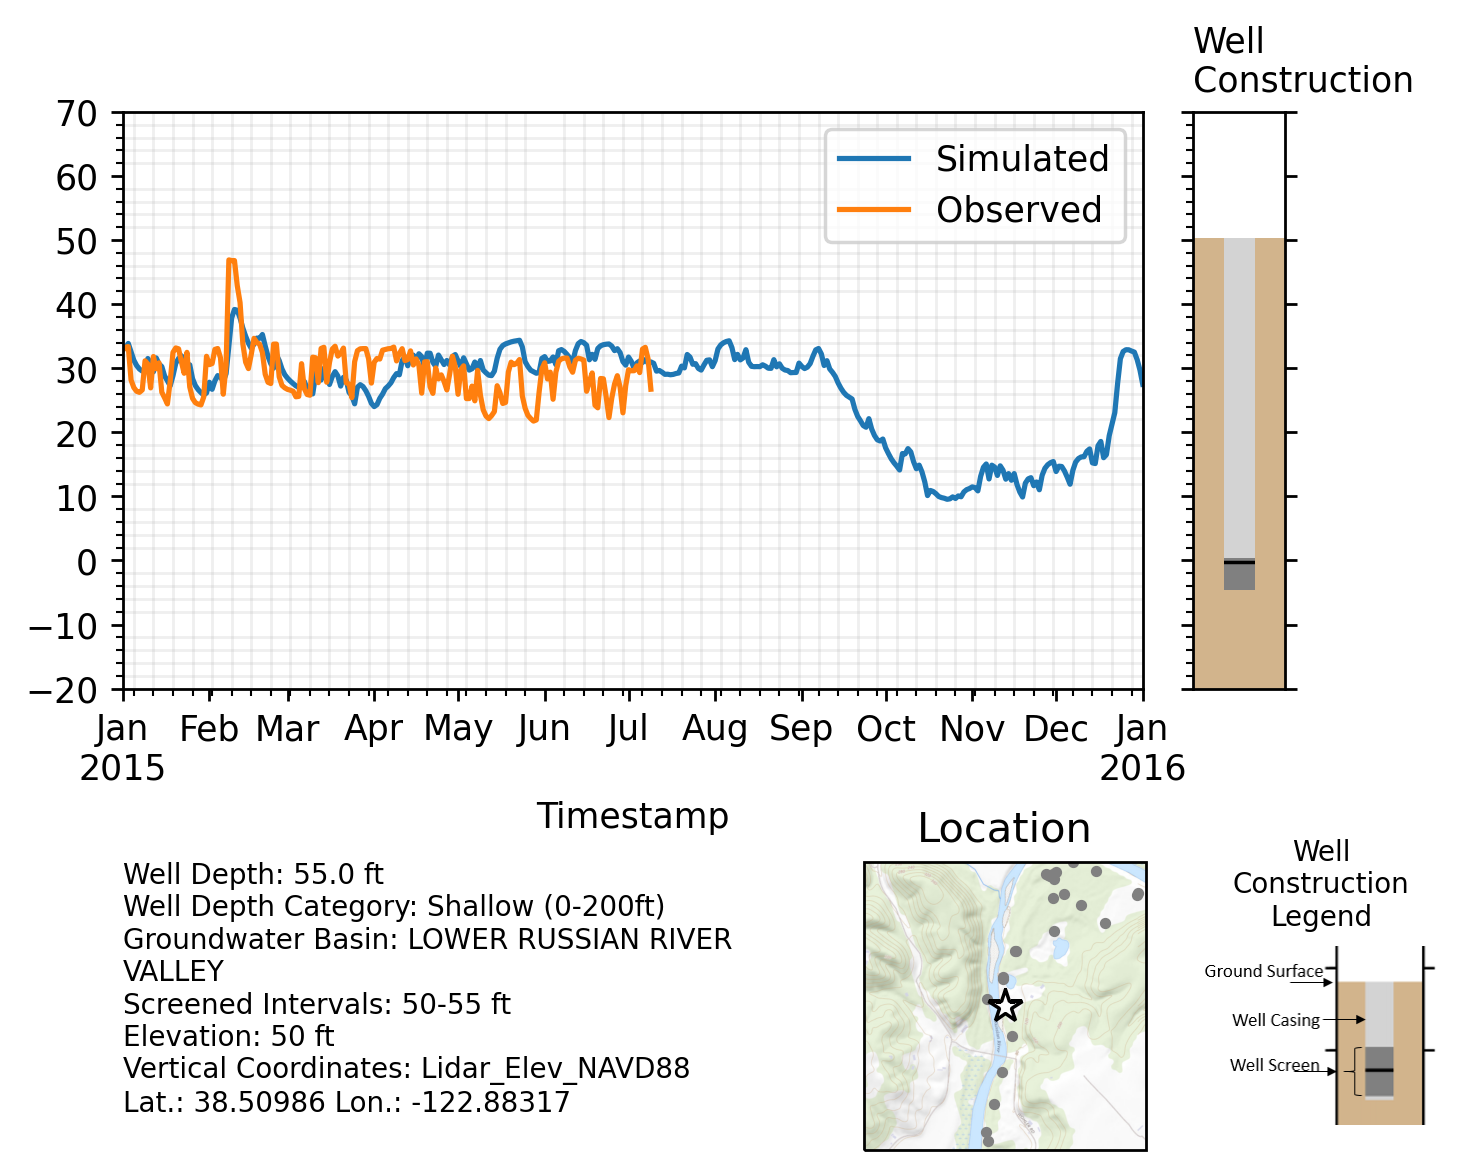 Well
Construction
70
60
50
40
30
20
10
0
−10
−20
Simulated
Observed
Jan
2015
Feb
Mar
Apr
May
Jun
Jul
Aug
Sep
Oct
Nov
Dec
Jan
2016
Timestamp
Well Depth: 55.0 ft
Well Depth Category: Shallow (0-200ft)
Groundwater Basin: LOWER RUSSIAN RIVER
VALLEY
Screened Intervals: 50-55 ft
Elevation: 50 ft
Vertical Coordinates: Lidar_Elev_NAVD88
Lat.: 38.50986 Lon.: -122.88317
Location
Well
Construction
Legend
Ground Surface
Well Casing
Well Screen